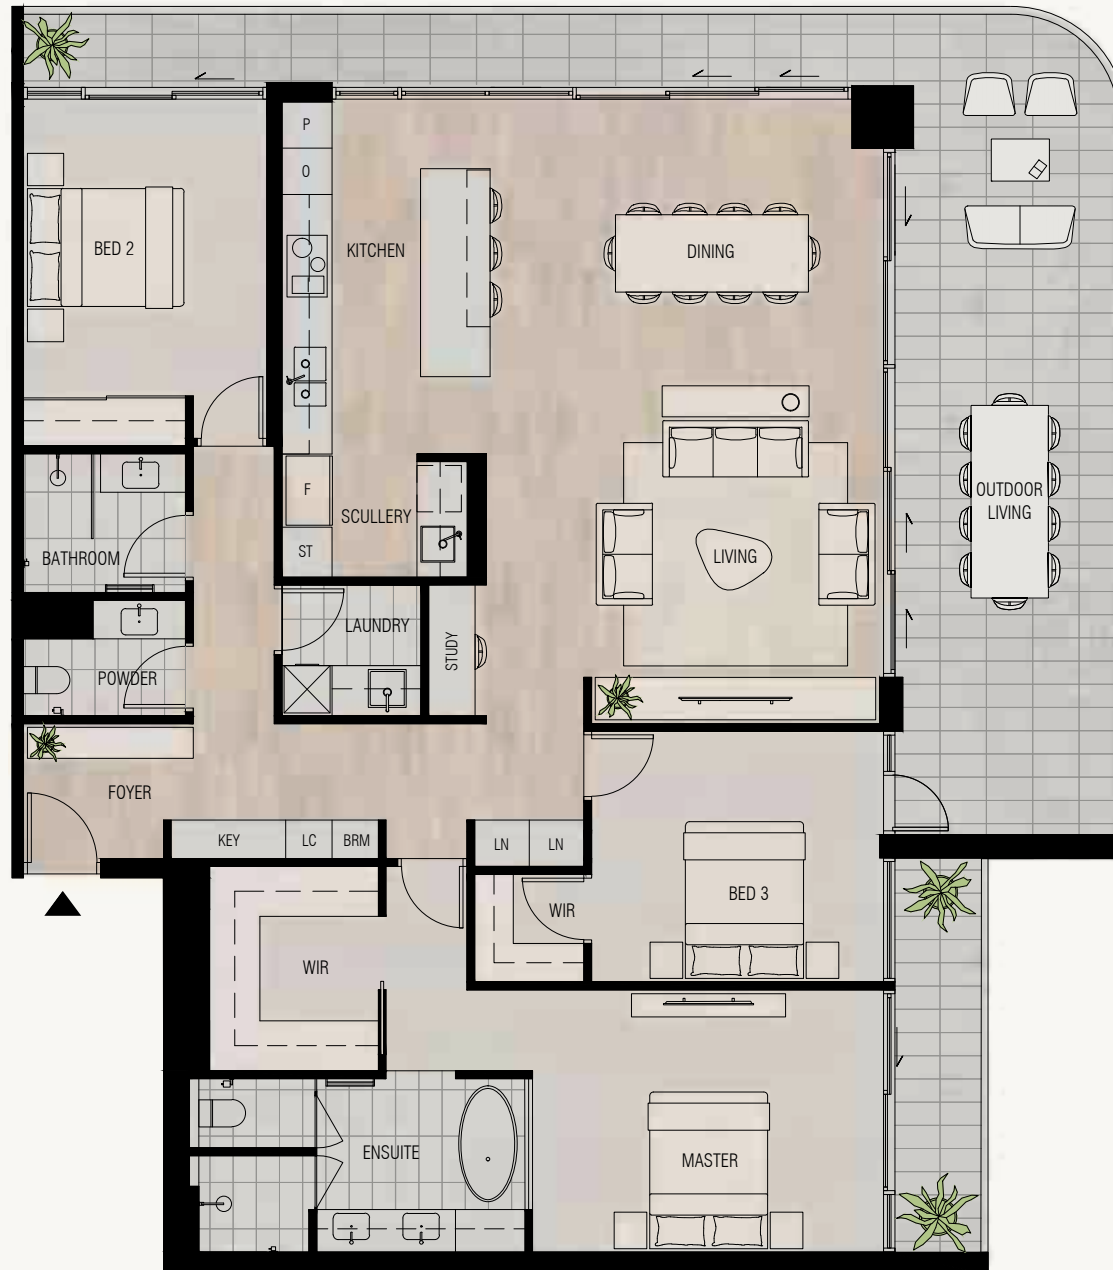 P
O
BED 2
KITCHEN
DINING
F
SCULLERY
OUTDOOR
LIVING
ST
BATHROOM
LIVING
LAUNDRY
STUDY
POWDER
FOYER
KEY
LC
BRM
LN
LN
WIR
BED 3
WIR
ENSUITE
MASTER